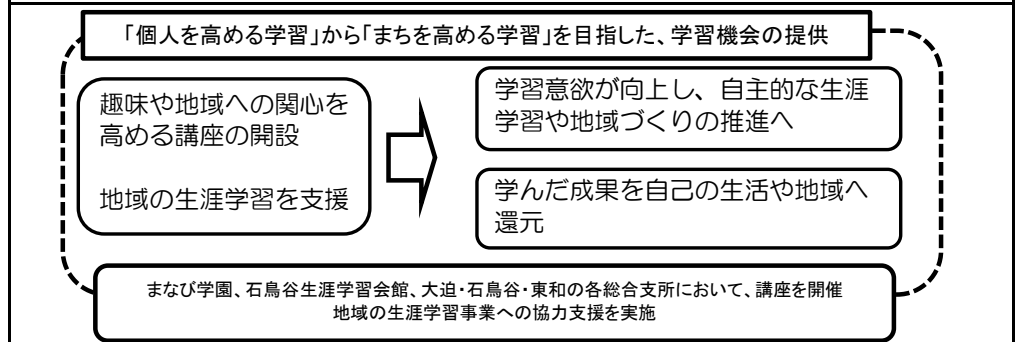 「個人を高める学習」から「まちを高める学習」を目指した、学習機会の提供
趣味や地域への関心を
高める講座の開設
地域の生涯学習を支援
学習意欲が向上し、自主的な生涯
学習や地域づくりの推進へ
学んだ成果を自己の生活や地域へ
還元
まなび学園、石鳥谷生涯学習会館、大迫・石鳥谷・東和の各総合支所において、講座を開催
地域の生涯学習事業への協力支援を実施